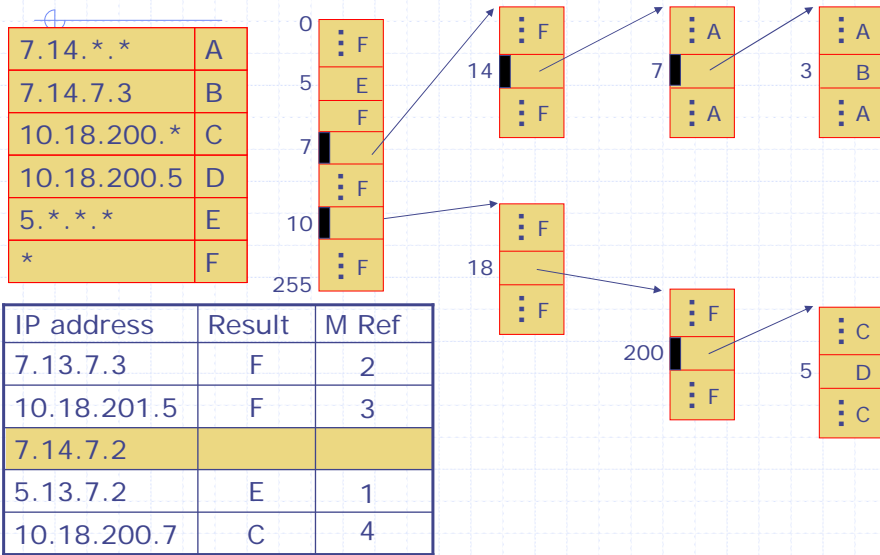 7.14.*.* A
7.14.7.3 B
10.18.200.* C
10.18.200.5 D
5.*.*.* E
* F
0
⋮ F
5 E
F
7
⋮ F
10
⋮ F
255
⋮ F
14
⋮ F
⋮ A
7
⋮ A
⋮ A
3 B
⋮ A
⋮ F
18
⋮ F
⋮ F
200
⋮ F
⋮ C
5 D
⋮ C
IP address Result M Ref
7.13.7.3 F 2
10.18.201.5 F 3
7.14.7.2
5.13.7.2 E 1
10.18.200.7 C 4